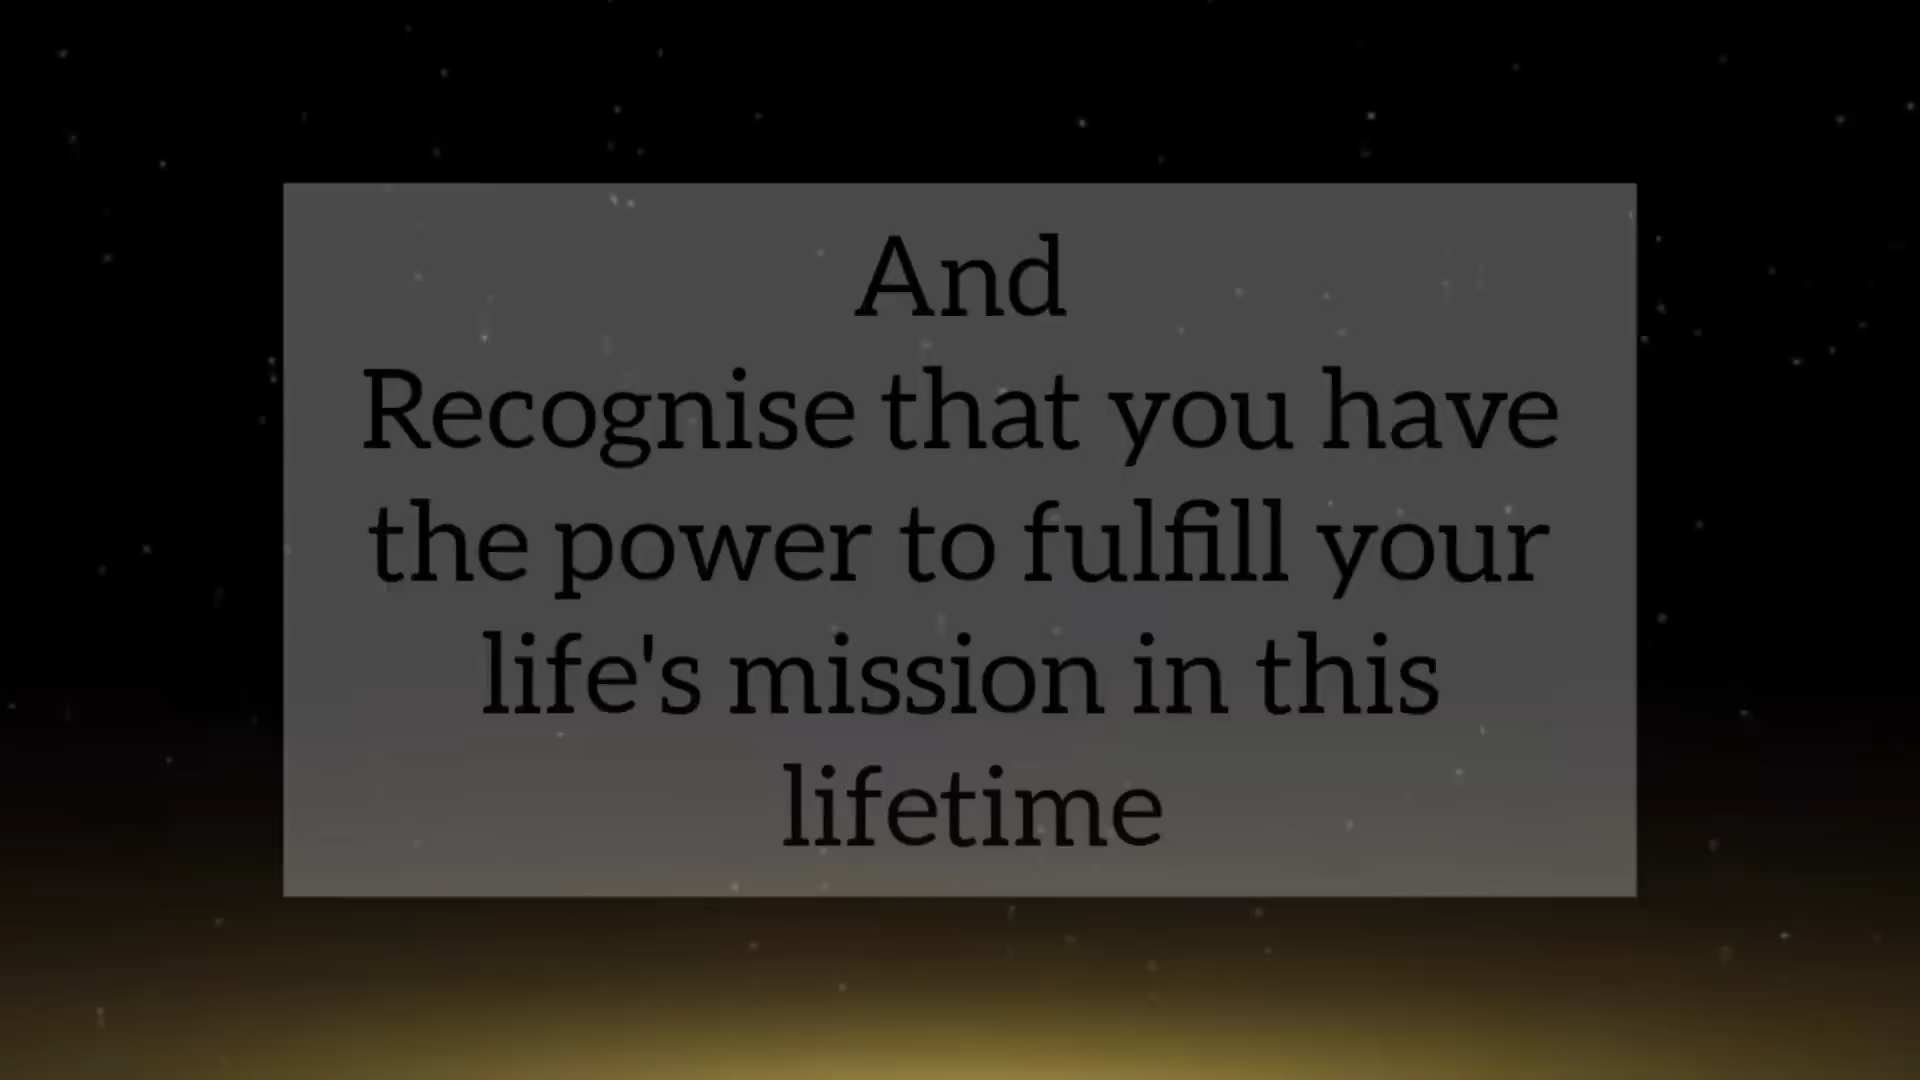 And
Recognise that you have
the power to fulfill your
life's mission in this
lifetime